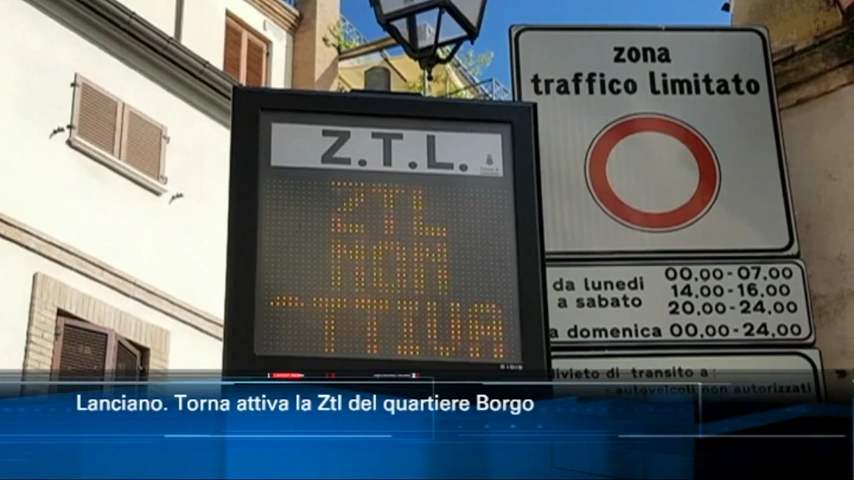 Z.T.L.
ZTL
NON
TTIVA
zona
traffico limitato
da lunedi 00,00-07,00
a sabato 14,00-16,00
20,00-24,00
a domenica 00,00-24,00
divieto di transito a:
- autoveicoli non autorizzati
Lanciano. Torna attiva la Ztl del quartiere Borgo